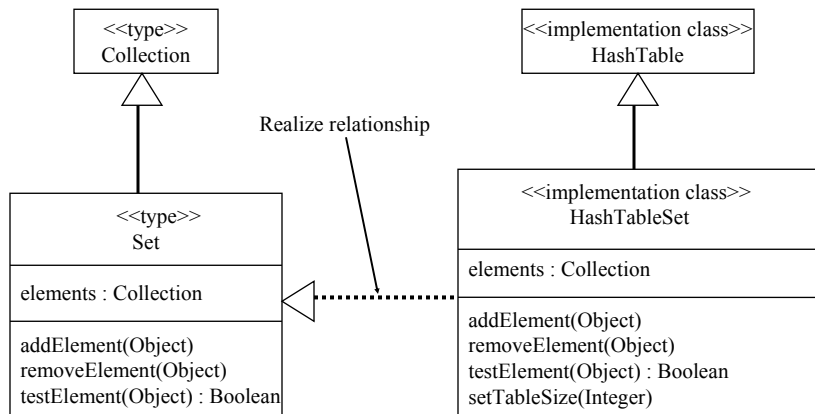 <<type>>
Collection
<<implementation class>>
HashTable
Realize relationship
<<type>>
Set
elements : Collection
addElement(Object)
removeElement(Object)
testElement(Object) : Boolean
<<implementation class>>
HashTableSet
elements : Collection
addElement(Object)
removeElement(Object)
testElement(Object) : Boolean
setTableSize(Integer)